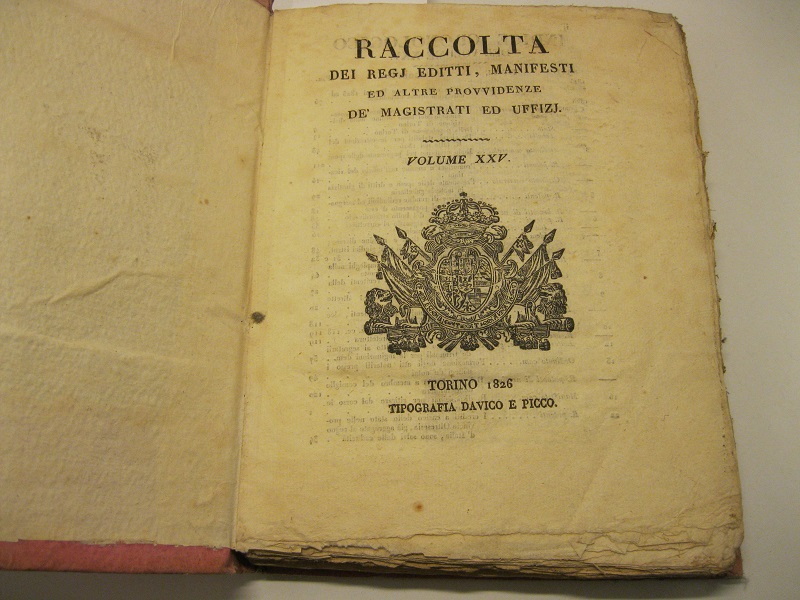 RACCOLTA
DEI REGJ EDITTI, MANIFESTI
ED ALTRE PROVVIDENZE
DE' MAGISTRATI ED UFFIZJ.
VOLUME XXV.
TORINO 1826
TIPOGRAFIA DAVICO E PICCO.